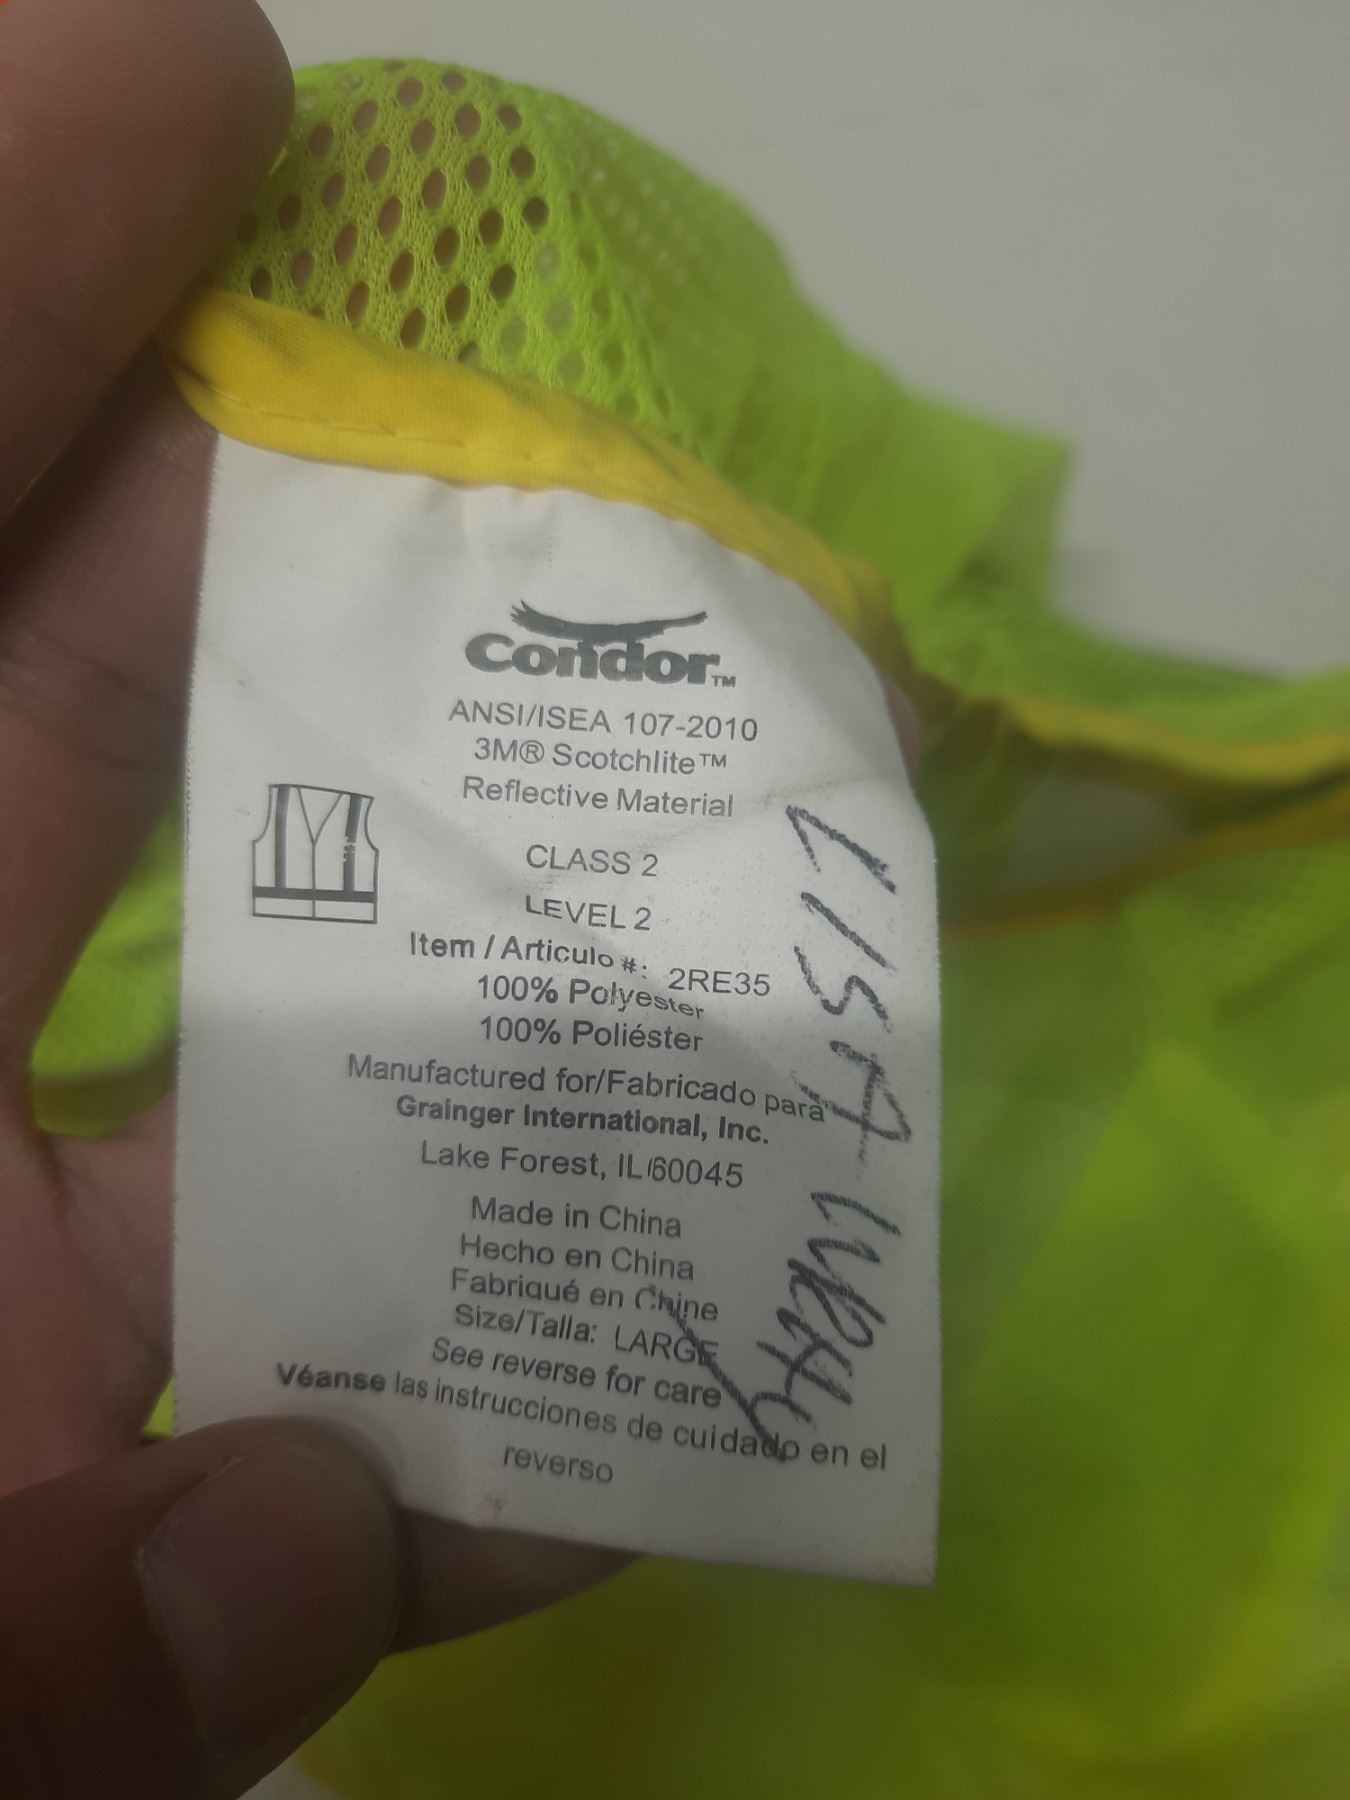 Condor™
ANSI/ISEA 107-2010
3M® Scotchlite™
Reflective Material
CLASS 2
LEVEL 2
Item / Articulo #: 2RE35
100% Polyester
100% Poliéster
Manufactured for/Fabricado para
Grainger International, Inc.
Lake Forest, IL 60045
Made in China
Hecho en China
Fabriqué en Chine
Size/Talla: LARGE
See reverse for care
Véanse las instrucciones de cuidado en el
reverso
LISA WRAY